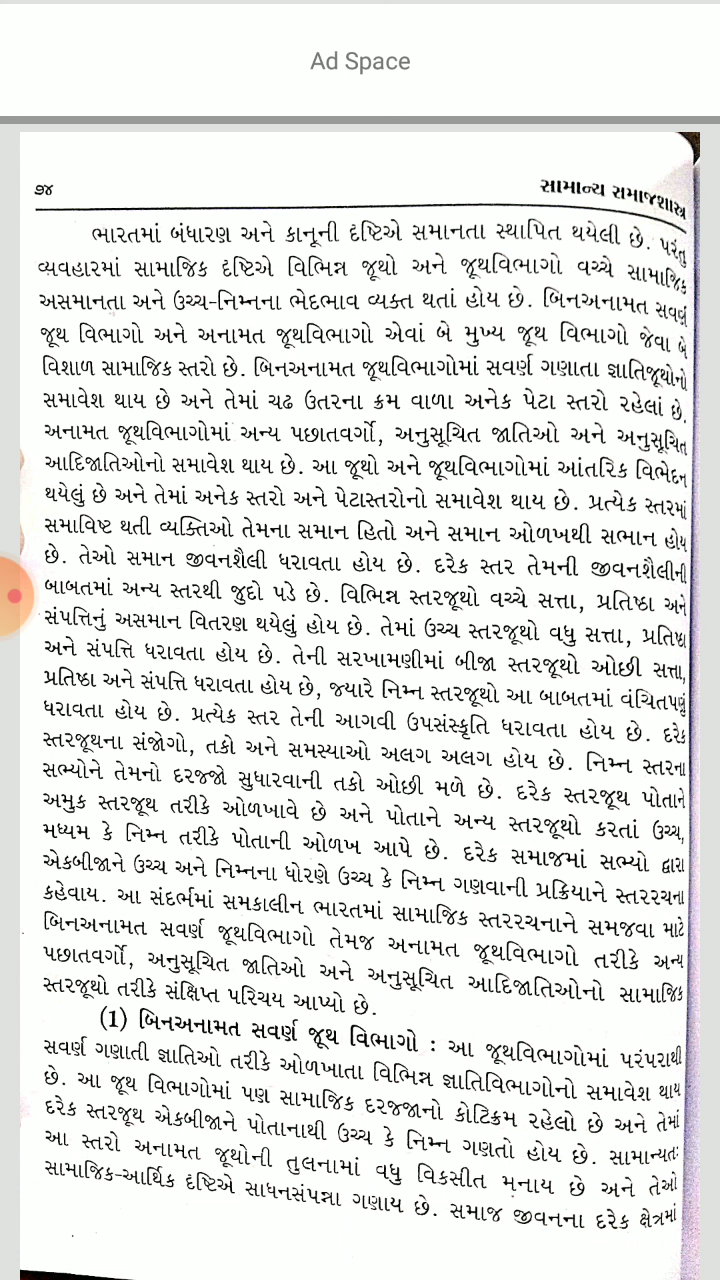 Ad Space
૭૪
સામાન્ય સમાજશાસ્ત્ર
ભારતમાં બંધારણ અને કાનૂની દૃષ્ટિએ સમાનતા સ્થાપિત થયેલી છે. પરંતુ
વ્યવહારમાં સામાજિક દૃષ્ટિએ વિભિન્ન જૂથો અને જૂથવિભાગો વચ્ચે સામાજિક
અસમાનતા અને ઉચ્ચ-નિમ્નના ભેદભાવ વ્યક્ત થતાં હોય છે. બિનઅનામત સવર્ણ
જૂથ વિભાગો અને અનામત જૂથવિભાગો એવાં બે મુખ્ય જૂથ વિભાગો જેવા બે
વિશાળ સામાજિક સ્તરો છે. બિનઅનામત જૂથવિભાગોમાં સવર્ણ ગણાતા જ્ઞાતિજૂથોનો
સમાવેશ થાય છે અને તેમાં ચઢ ઉતરના ક્રમ વાળા અનેક પેટા સ્તરો રહેલાં છે.
અનામત જૂથવિભાગોમાં અન્ય પછાતવર્ગો, અનુસૂચિત જાતિઓ અને અનુસૂચિત
આદિજાતિઓનો સમાવેશ થાય છે. આ જૂથો અને જૂથવિભાગોમાં આંતરિક વિભેદન
થયેલું છે અને તેમાં અનેક સ્તરો અને પેટાસ્તરોનો સમાવેશ થાય છે. પ્રત્યેક સ્તરમાં
સમાવિષ્ટ થતી વ્યક્તિઓ તેમના સમાન હિતો અને સમાન ઓળખથી સભાન હોય
છે. તેઓ સમાન જીવનશૈલી ધરાવતા હોય છે. દરેક સ્તર તેમની જીવનશૈલીની
બાબતમાં અન્ય સ્તરથી જુદો પડે છે. વિભિન્ન સ્તરજૂથો વચ્ચે સત્તા, પ્રતિષ્ઠા અને
સંપત્તિનું અસમાન વિતરણ થયેલું હોય છે. તેમાં ઉચ્ચ સ્તરજૂથો વધુ સત્તા, પ્રતિષ્ઠા
અને સંપત્તિ ધરાવતા હોય છે. તેની સરખામણીમાં બીજા સ્તરજૂથો ઓછી સત્તા,
પ્રતિષ્ઠા અને સંપત્તિ ધરાવતા હોય છે, જ્યારે નિમ્ન સ્તરજૂથો આ બાબતમાં વંચિતપણું
ધરાવતા હોય છે. પ્રત્યેક સ્તર તેની આગવી ઉપસંસ્કૃતિ ધરાવતા હોય છે. દરેક
સ્તરજૂથના સંજોગો, તકો અને સમસ્યાઓ અલગ અલગ હોય છે. નિમ્ન સ્તરના
સભ્યોને તેમનો દરજજો સુધારવાની તકો ઓછી મળે છે. દરેક સ્તરજૂથ પોતાને
અમુક સ્તરજૂથ તરીકે ઓળખાવે છે અને પોતાને અન્ય સ્તરજૂથો કરતાં ઉચ્ચ,
મધ્યમ કે નિમ્ન તરીકે પોતાની ઓળખ આપે છે. દરેક સમાજમાં સભ્યો દ્વારા
એકબીજાને ઉચ્ચ અને નિમ્નના ધોરણે ઉચ્ચ કે નિમ્ન ગણવાની પ્રક્રિયાને સ્તરરચના
કહેવાય. આ સંદર્ભમાં સમકાલીન ભારતમાં સામાજિક સ્તરરચનાને સમજવા માટે
બિનઅનામત સવર્ણ જૂથવિભાગો તેમજ અનામત જૂથવિભાગો તરીકે અન્ય
પછાતવર્ગો, અનુસૂચિત જાતિઓ અને અનુસૂચિત આદિજાતિઓનો સામાજિક
સ્તરજૂથો તરીકે સંક્ષિપ્ત પરિચય આપ્યો છે.
(1) બિનઅનામત સવર્ણ જૂથ વિભાગો : આ જૂથવિભાગોમાં પરંપરાથી
સવર્ણ ગણાતી જ્ઞાતિઓ તરીકે ઓળખાતા વિભિન્ન જ્ઞાતિવિભાગોનો સમાવેશ થાય
છે. આ જૂથ વિભાગોમાં પણ સામાજિક દરજજાનો કોટિક્રમ રહેલો છે અને તેમાં
દરેક સ્તરજૂથ એકબીજાને પોતાનાથી ઉચ્ચ કે નિમ્ન ગણતો હોય છે. સામાન્યતઃ
આ સ્તરો અનામત જૂથોની તુલનામાં વધુ વિકસીત મનાય છે અને તેઓ
સામાજિક-આર્થિક દૃષ્ટિએ સાધનસંપન્ના ગણાય છે. સમાજ જીવનના દરેક ક્ષેત્રમાં